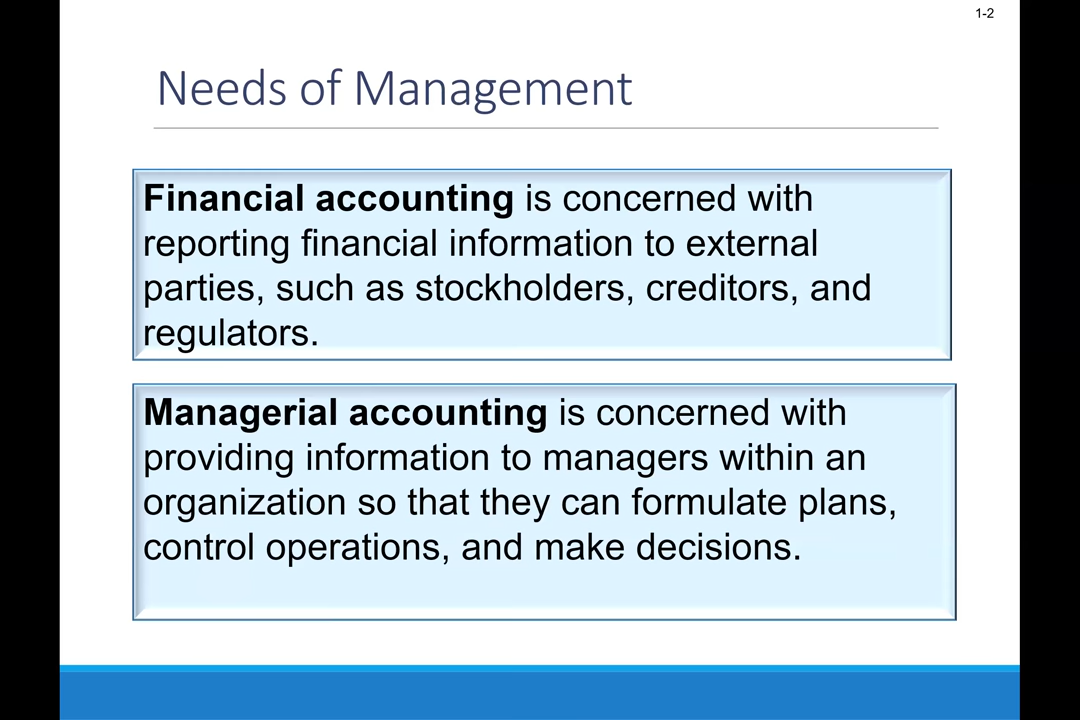 1-2
Needs of Management
Financial accounting is concerned with
reporting financial information to external
parties, such as stockholders, creditors, and
regulators.
Managerial accounting is concerned with
providing information to managers within an
organization so that they can formulate plans,
control operations, and make decisions.